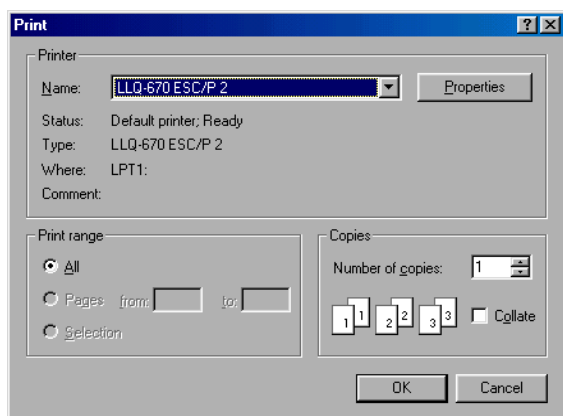 Print
Printer
Name: LLQ-670 ESC/P 2 Properties
Status: Default printer; Ready
Type: LLQ-670 ESC/P 2
Where: LPT1:
Comment:
Print range
All
Pages from: to:
Selection
Copies
Number of copies: 1
1 1 2 2 3 3 Collate
OK Cancel